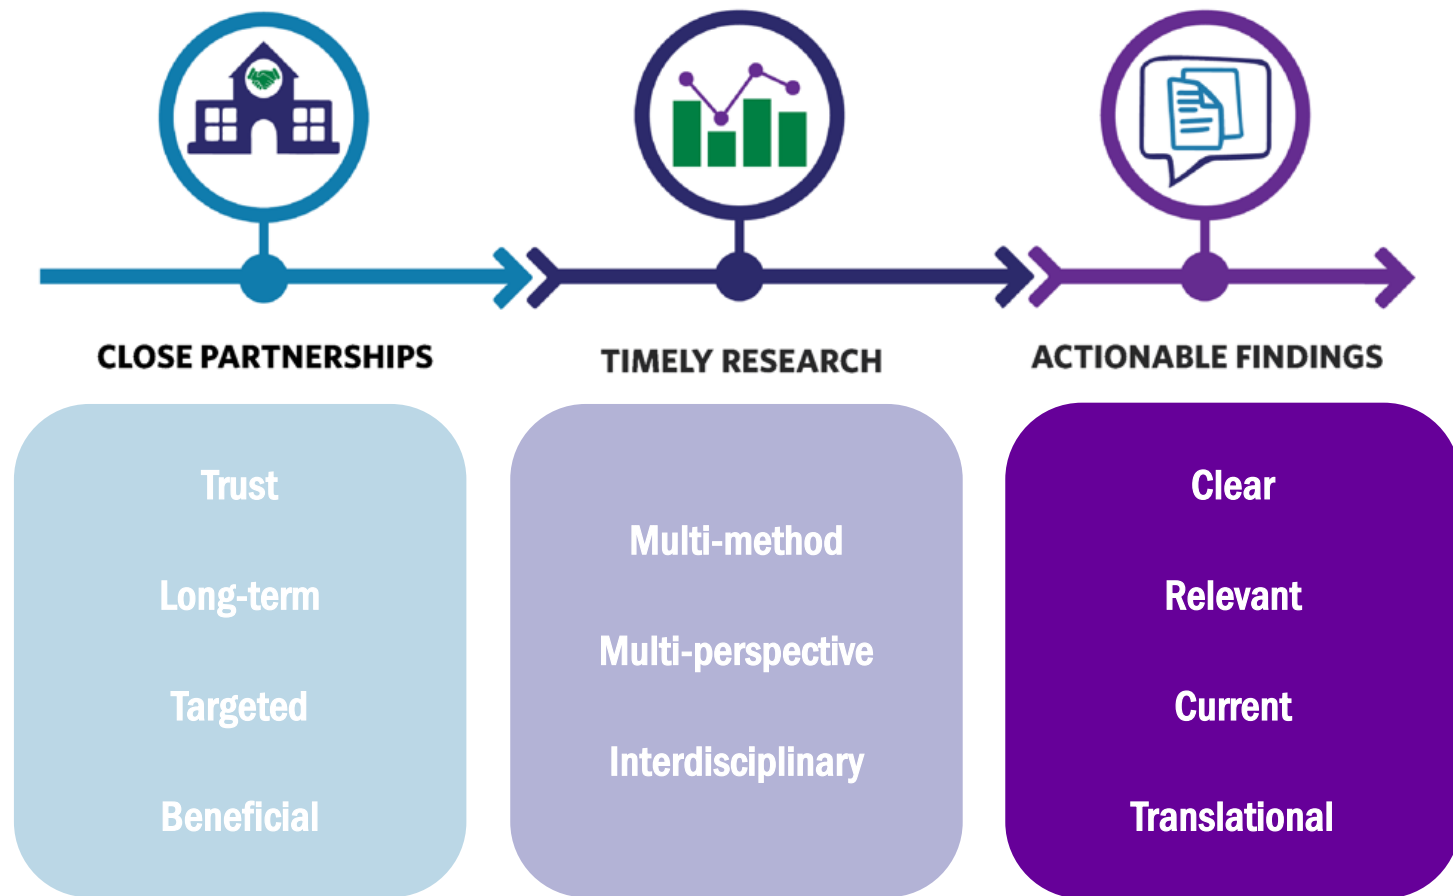 CLOSE PARTNERSHIPS
Trust
Long-term
Targeted
Beneficial
TIMELY RESEARCH
Multi-method
Multi-perspective
Interdisciplinary
ACTIONABLE FINDINGS
Clear
Relevant
Current
Translational